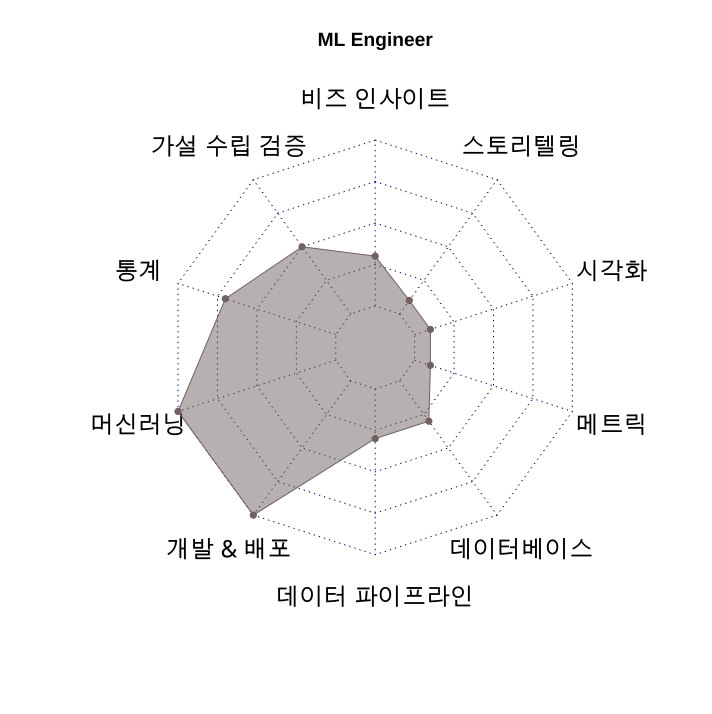 ML Engineer
비즈 인사이트
가설 수립 검증
스토리텔링
통계
시각화
머신러닝
메트릭
개발 & 배포
데이터베이스
데이터 파이프라인